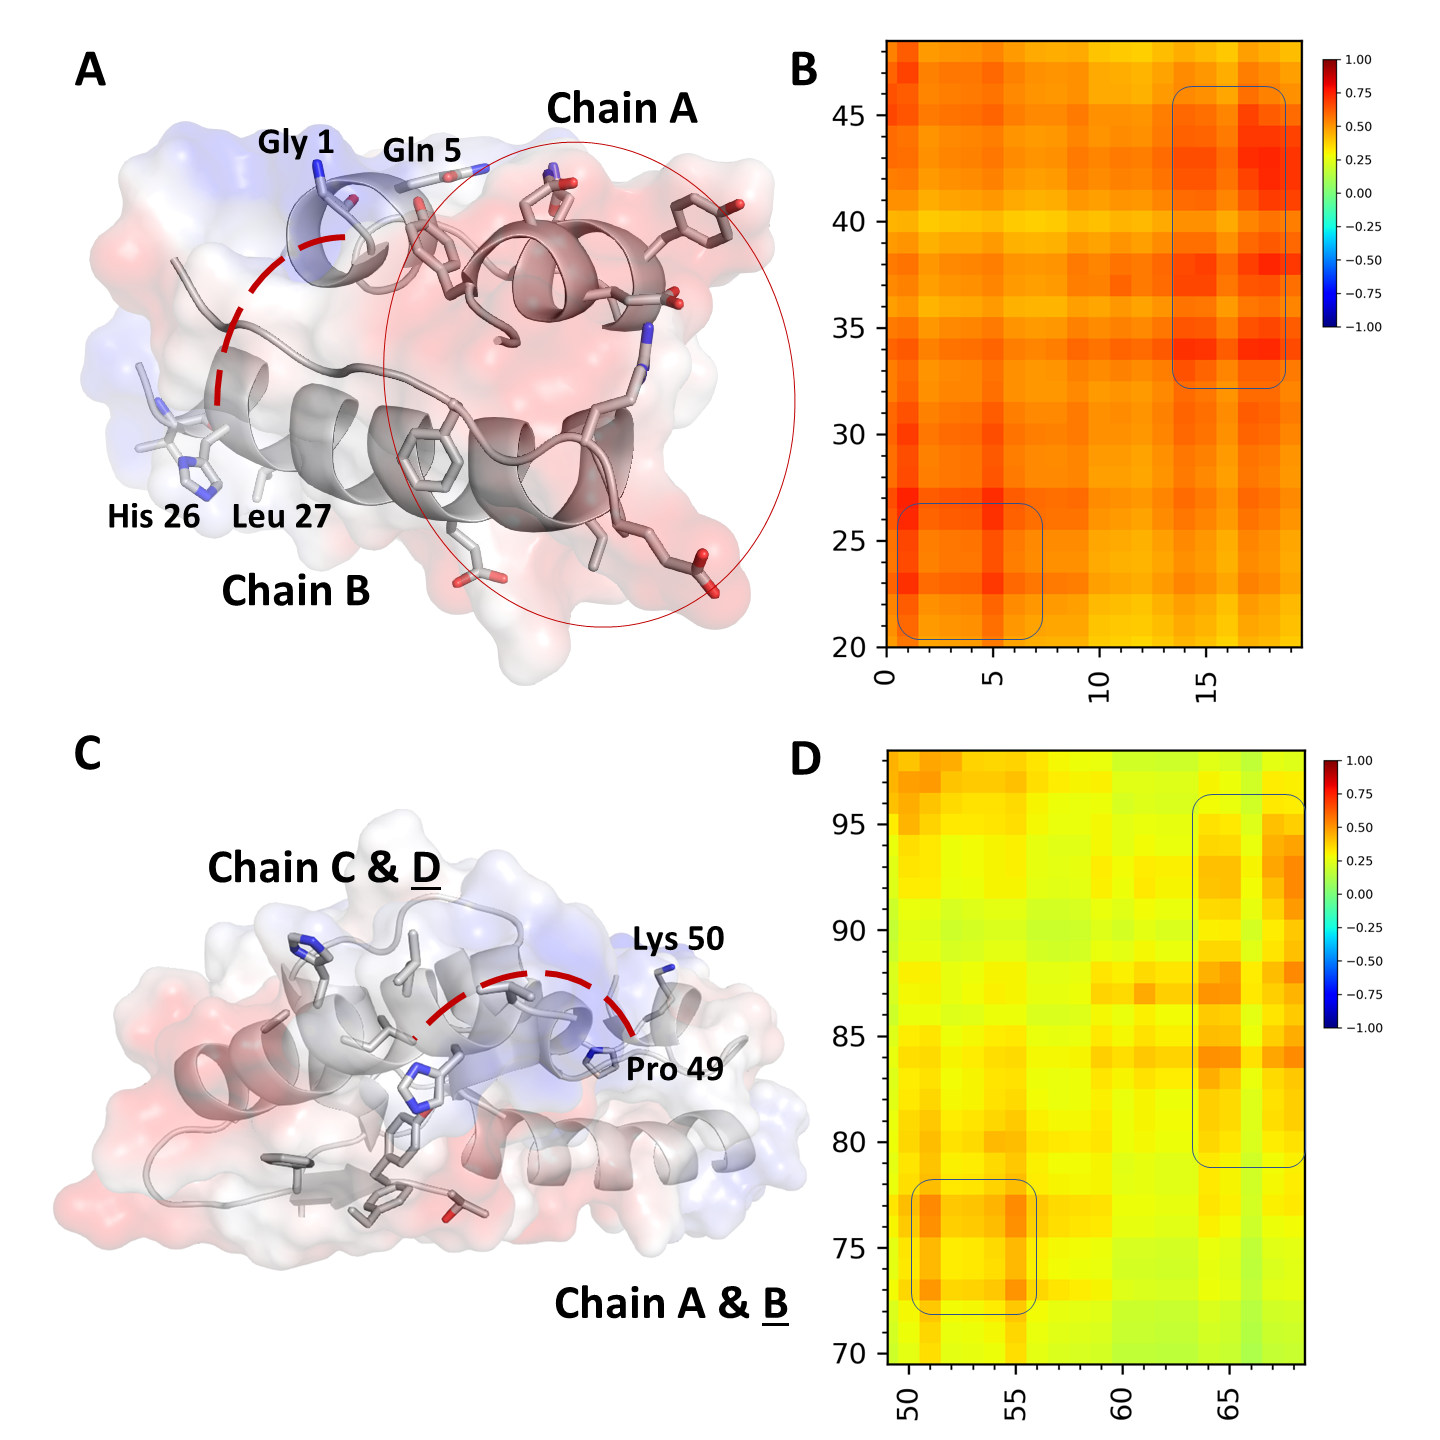 A
Chain A
Gly 1
Gln 5
His 26
Leu 27
Chain B
B
45
40
35
30
25
20
0
5
10
15
1.00
0.75
0.50
0.25
0.00
−0.25
−0.50
−0.75
−1.00
C
Chain C & D
Lys 50
Pro 49
Chain A & B
D
95
90
85
80
75
70
50
55
60
65
1.00
0.75
0.50
0.25
0.00
−0.25
−0.50
−0.75
−1.00